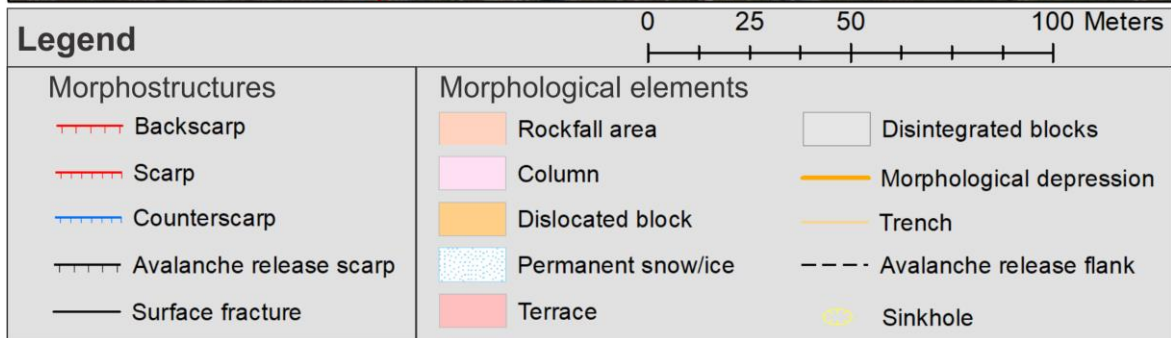 Legend
0 25 50 100 Meters
Morphostructures
Backscarp
Scarp
Counterscarp
Avalanche release scarp
Surface fracture
Morphological elements
Rockfall area
Column
Dislocated block
Permanent snow/ice
Terrace
Disintegrated blocks
Morphological depression
Trench
Avalanche release flank
Sinkhole